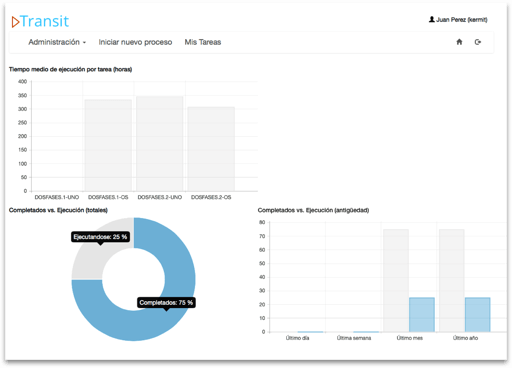 Transit
Juan Perez (kermit)
Administración
Iniciar nuevo proceso
Mis Tareas
Tiempo medio de ejecución por tarea (horas)
400
350
300
250
200
150
100
50
0
DOSFASES.1-UNO
DOSFASES.1-OS
DOSFASES.2-UNO
DOSFASES.2-OS
Completados vs. Ejecución (totales)
Ejecutandose: 25 %
Completados: 75 %
Completados vs. Ejecución (antigüedad)
80
70
60
50
40
30
20
10
0
Último día
Última semana
Último mes
Último año